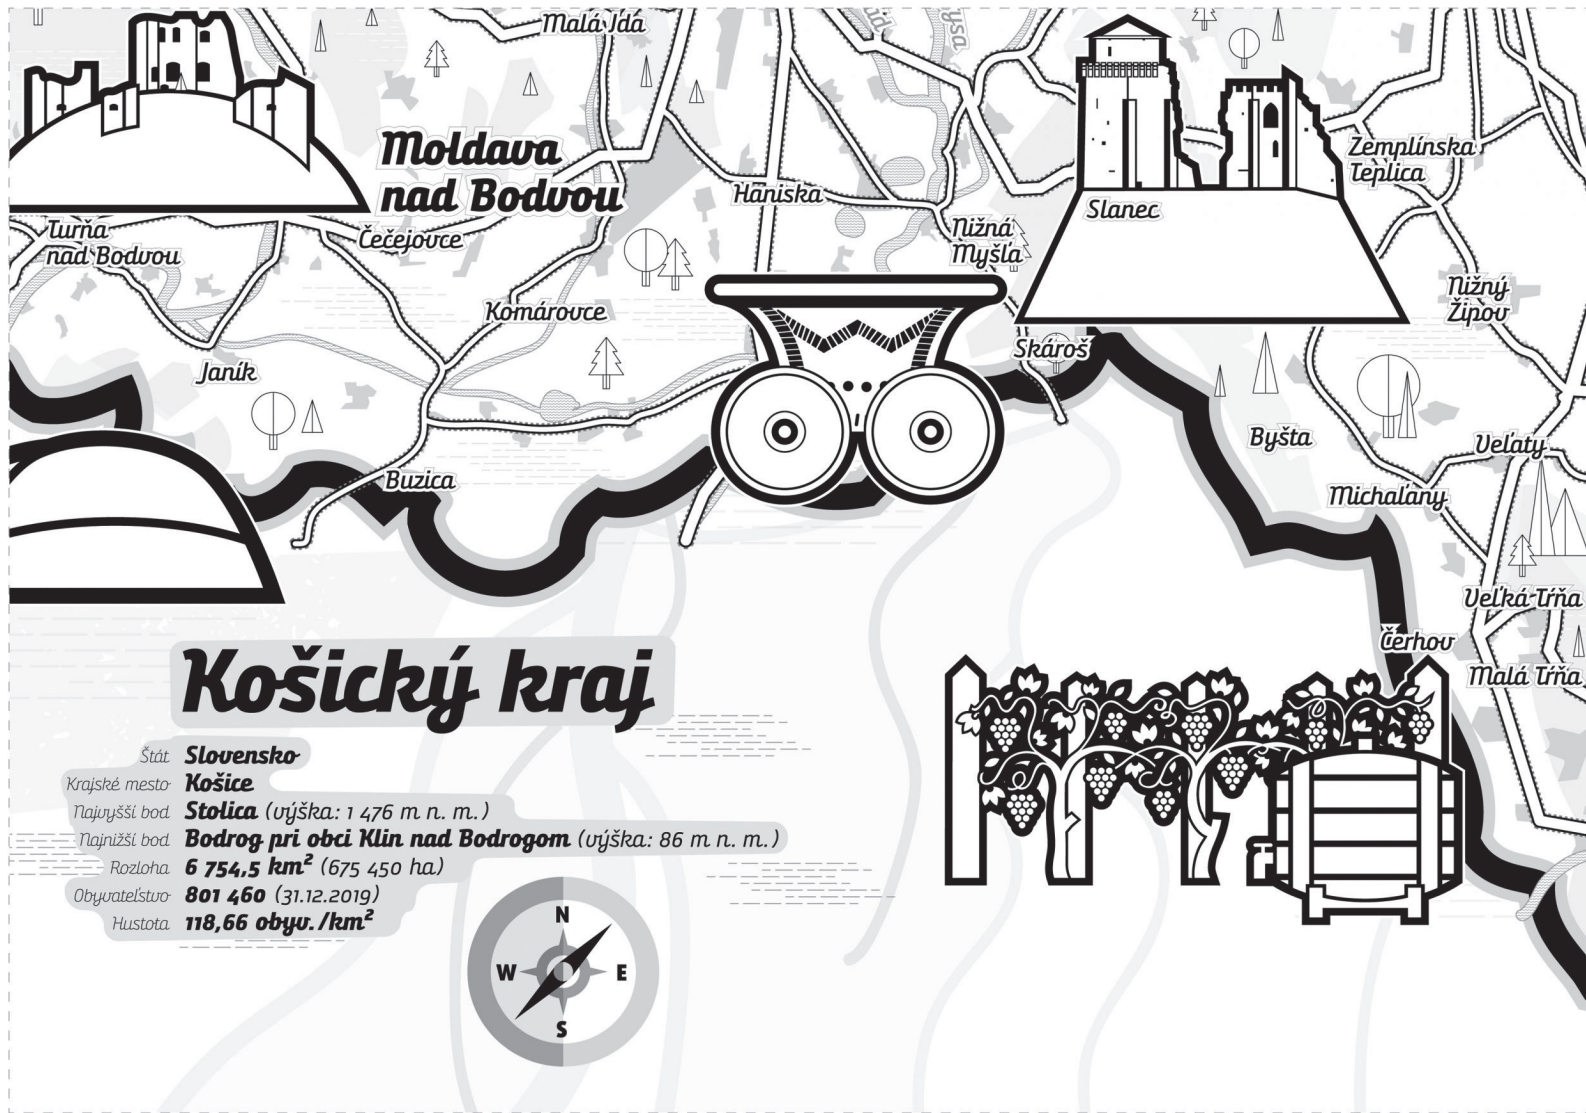 Malá Ida
Moldava
nad Bodvou
Haniska
Zemplínska
Teplica
Slanec
Turňa
nad Bodvou
Čečejovce
Nižná
Myšľa
Nižný
Žipov
Komárovce
Skároš
Janík
Byšta
Veľaty
Buzica
Michaľany
Veľká Tŕňa
Čerhov
Malá Tŕňa
Košický kraj
Štát Slovensko
Krajské mesto Košice
Najvyšší bod Stolica (výška: 1 476 m n. m.)
Najnižší bod Bodrog pri obci Klin nad Bodrogom (výška: 86 m n. m.)
Rozloha 6 754,5 km² (675 450 ha)
Obyvateľstvo 801 460 (31.12.2019)
Hustota 118,66 obyv./km²
N
W E
S